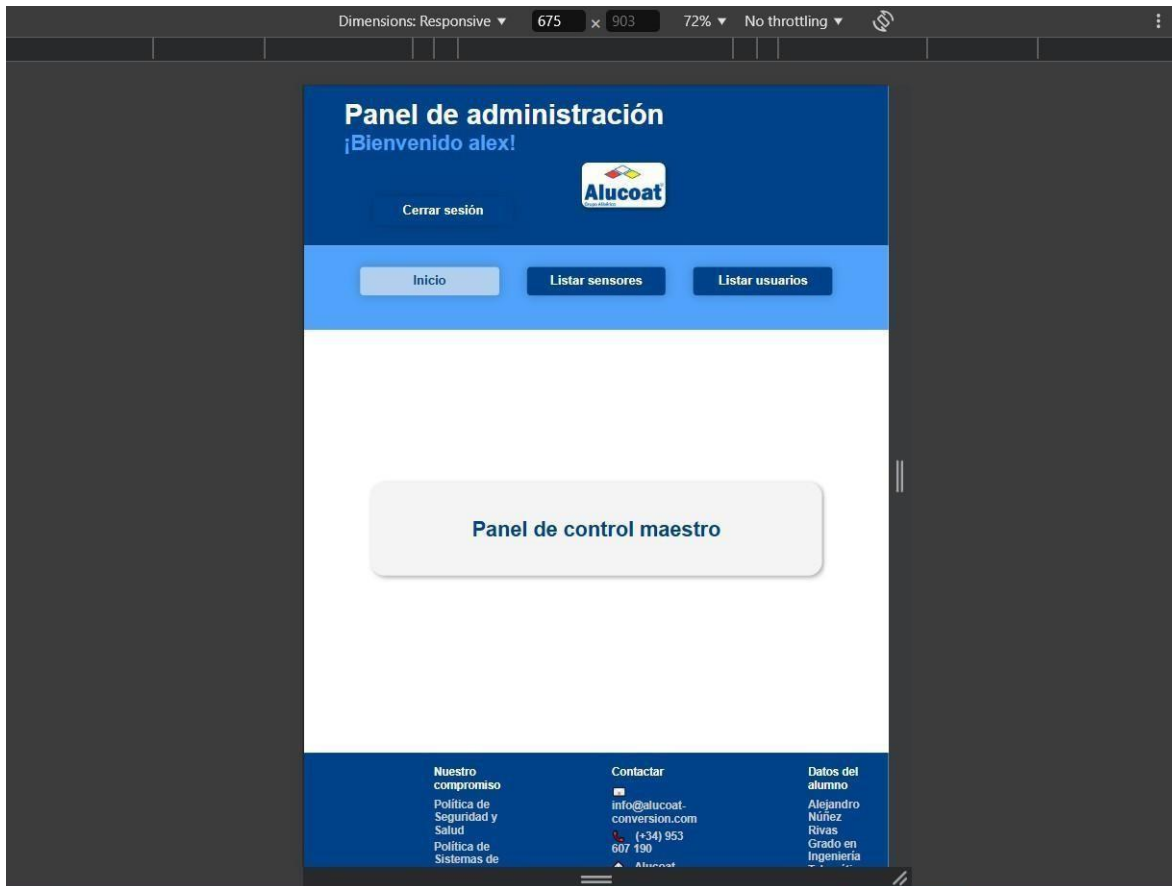 Dimensions: Responsive ▼ 675 × 903 72% ▼ No throttling ▼
Panel de administración
¡Bienvenido alex!
Alucoat
Cerrar sesión
Inicio Listar sensores Listar usuarios
Panel de control maestro
Nuestro
compromiso
Política de
Seguridad y
Salud
Política de
Sistemas de
Contactar
info@alucoat-
conversion.com
(+34) 953
607 190
Alucoat
Datos del
alumno
Alejandro
Núñez
Rivas
Grado en
Ingeniería